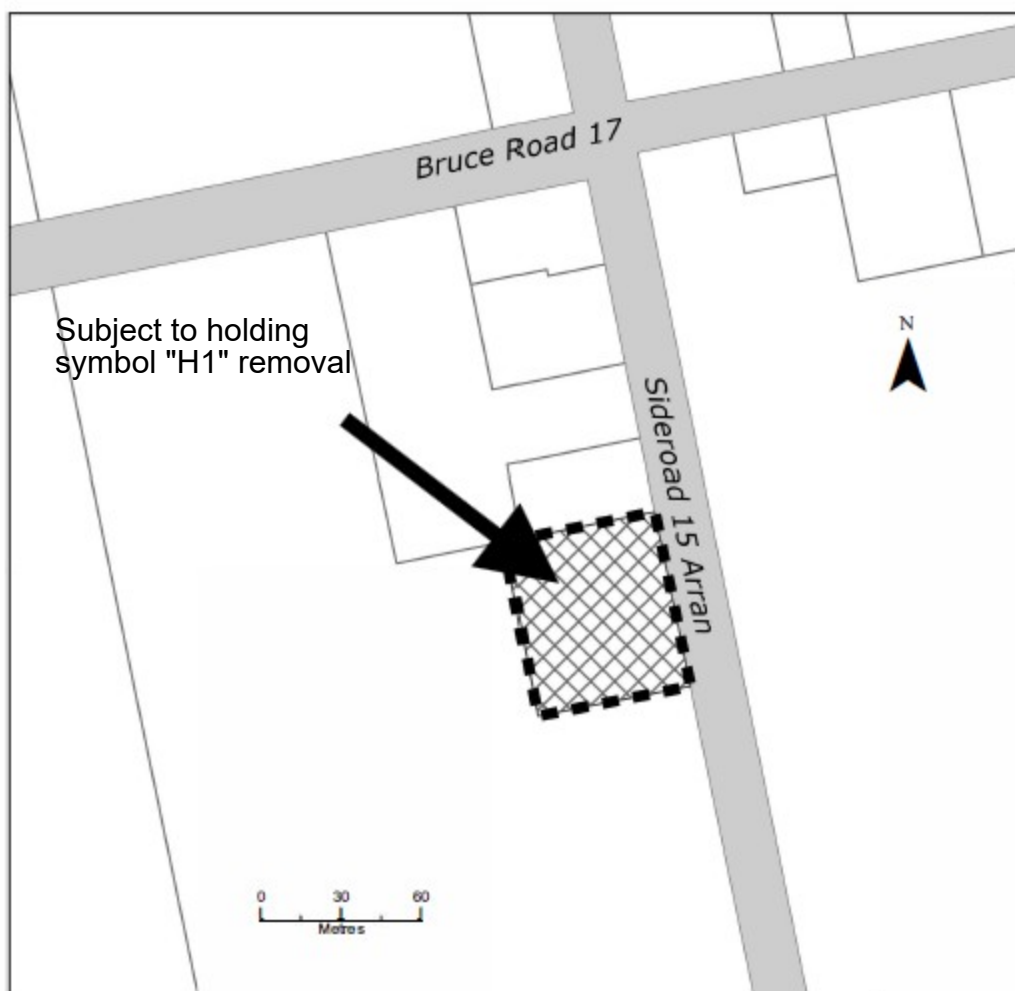 Bruce Road 17
Subject to holding
symbol "H1" removal
N
Sideroad 15 Arran
0 30 60
Metres